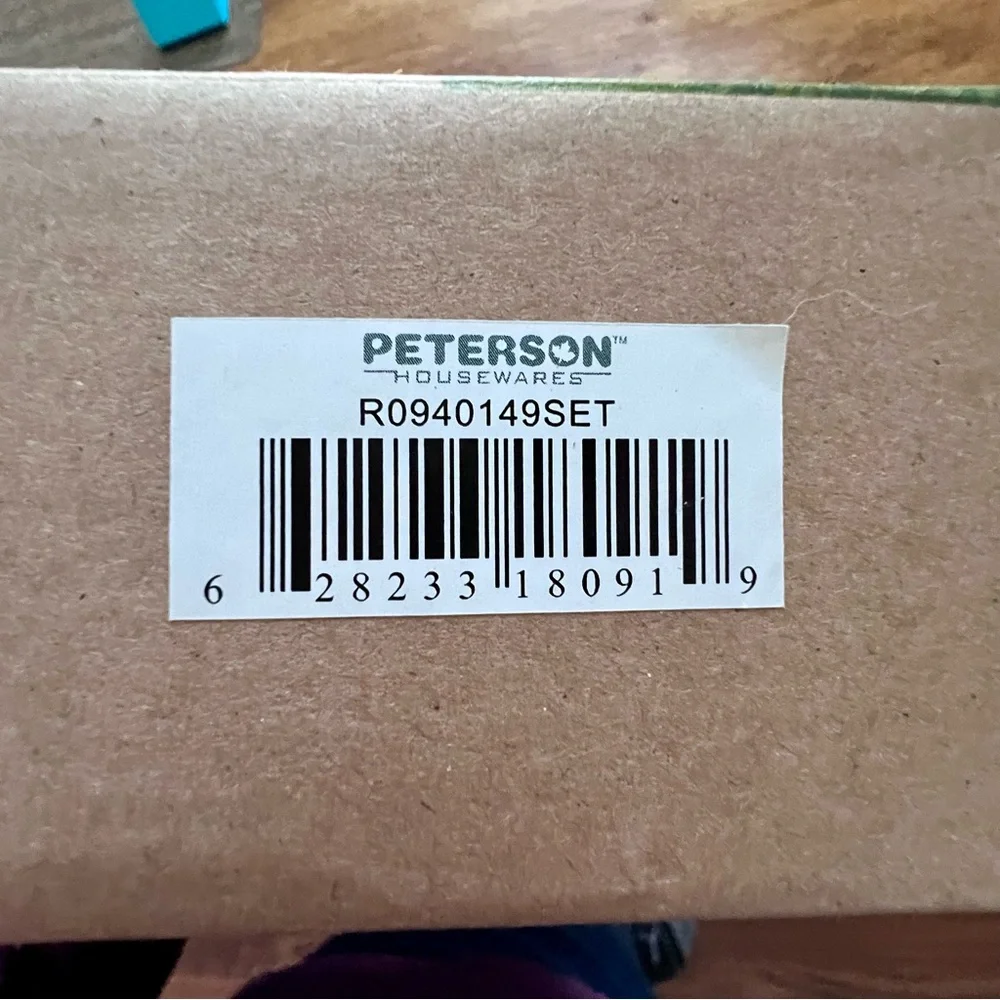 PETERSON™
HOUSEWARES
R0940149SET
6 28233 18091 9